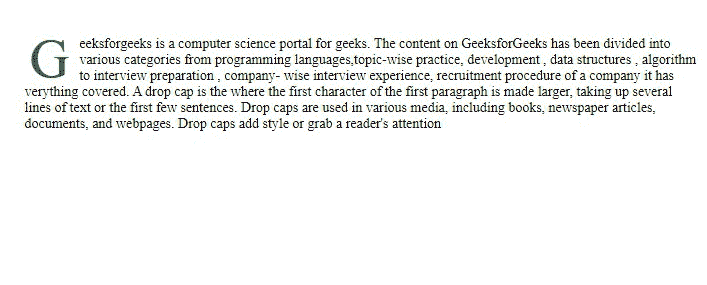 Geeksforgeeks is a computer science portal for geeks. The content on GeeksforGeeks has been divided into
various categories from programming languages,topic-wise practice, development , data structures , algorithm
to interview preparation , company- wise interview experience, recruitment procedure of a company it has
verything covered. A drop cap is the where the first character of the first paragraph is made larger, taking up several
lines of text or the first few sentences. Drop caps are used in various media, including books, newspaper articles,
documents, and webpages. Drop caps add style or grab a reader's attention